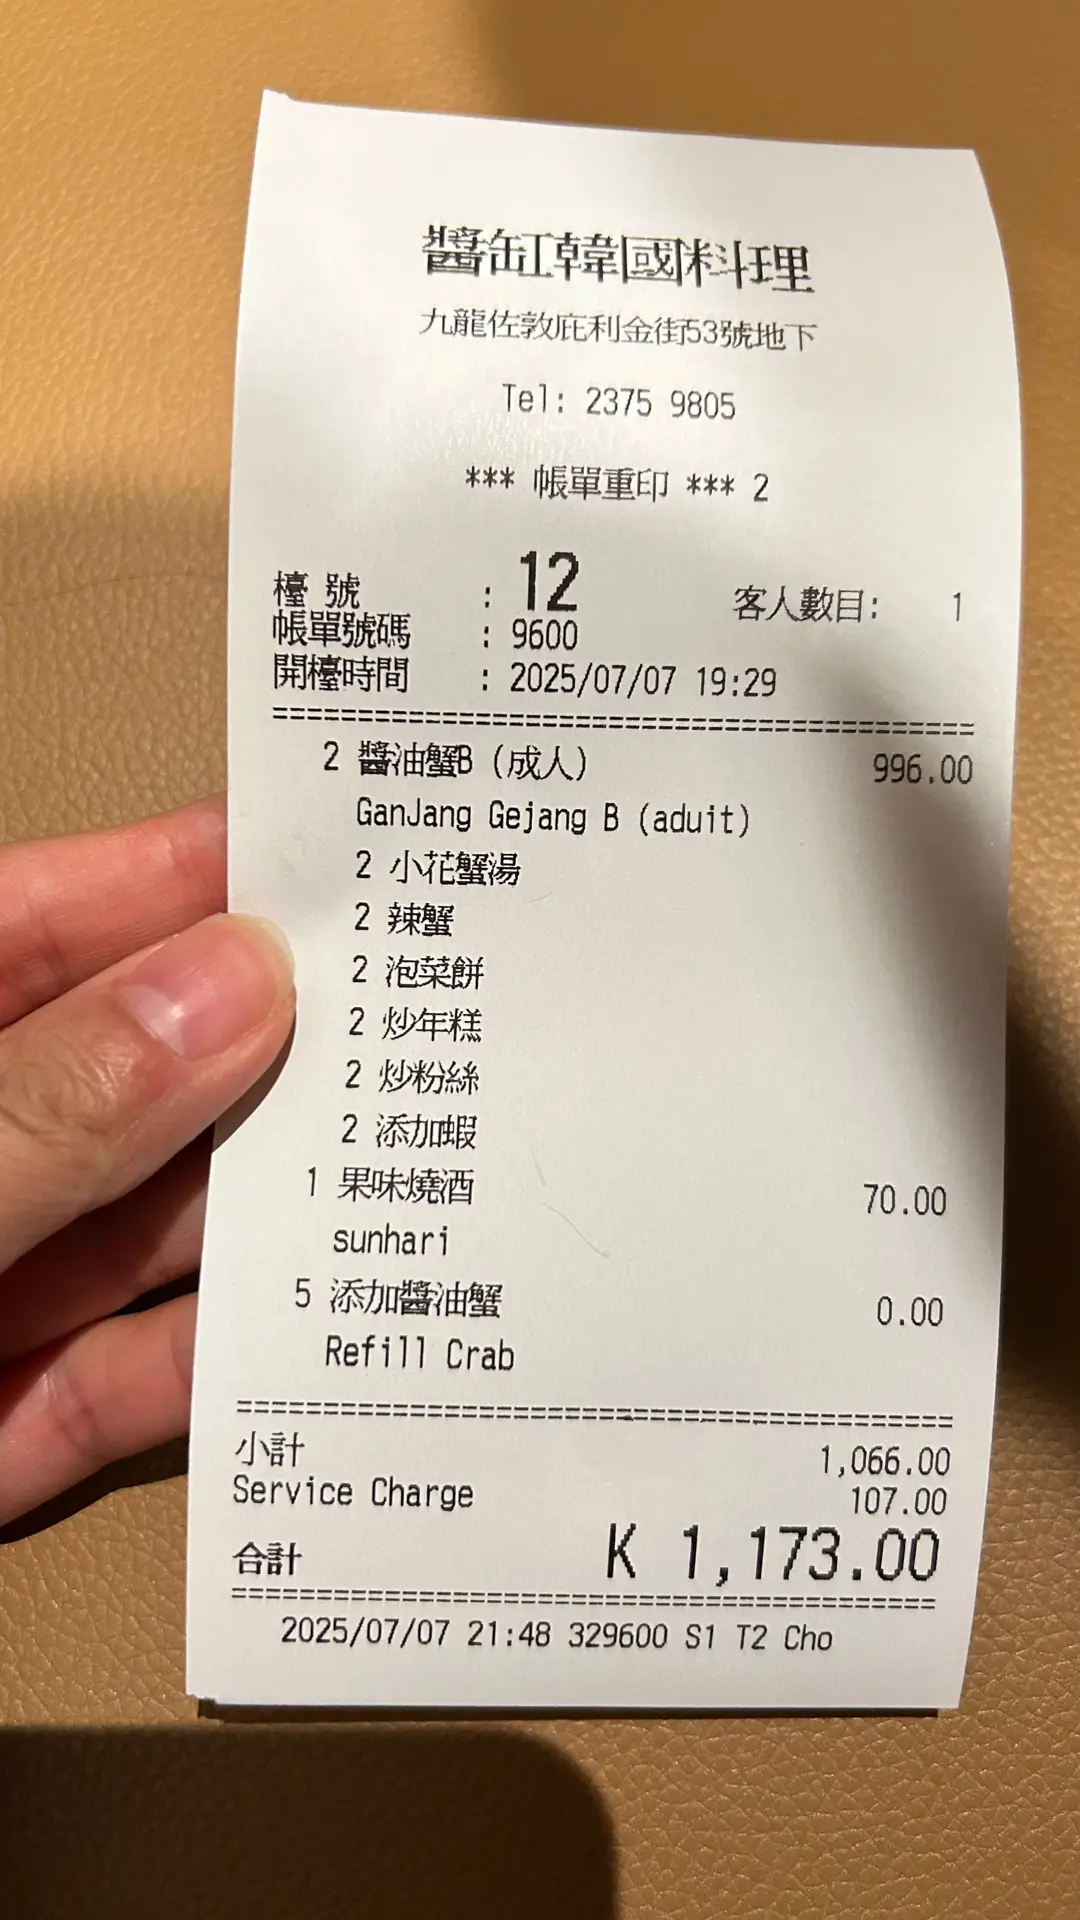 醬缸韓國料理
九龍佐敦庇利金街53號地下
Tel: 2375 9805
*** 帳單重印 *** 2
檯 號 : 12 客人數目: 1
帳單號碼 : 9600
開檯時間 : 2025/07/07 19:29
==========================================
2 醬油蟹B (成人) 996.00
GanJang Gejang B (aduit)
2 小花蟹湯
2 辣蟹
2 泡菜餅
2 炒年糕
2 炒粉絲
2 添加蝦
1 果味燒酒 70.00
sunhari
5 添加醬油蟹 0.00
Refill Crab
==========================================
小計 1,066.00
Service Charge 107.00
合計 K 1,173.00
==========================================
2025/07/07 21:48 329600 S1 T2 Cho